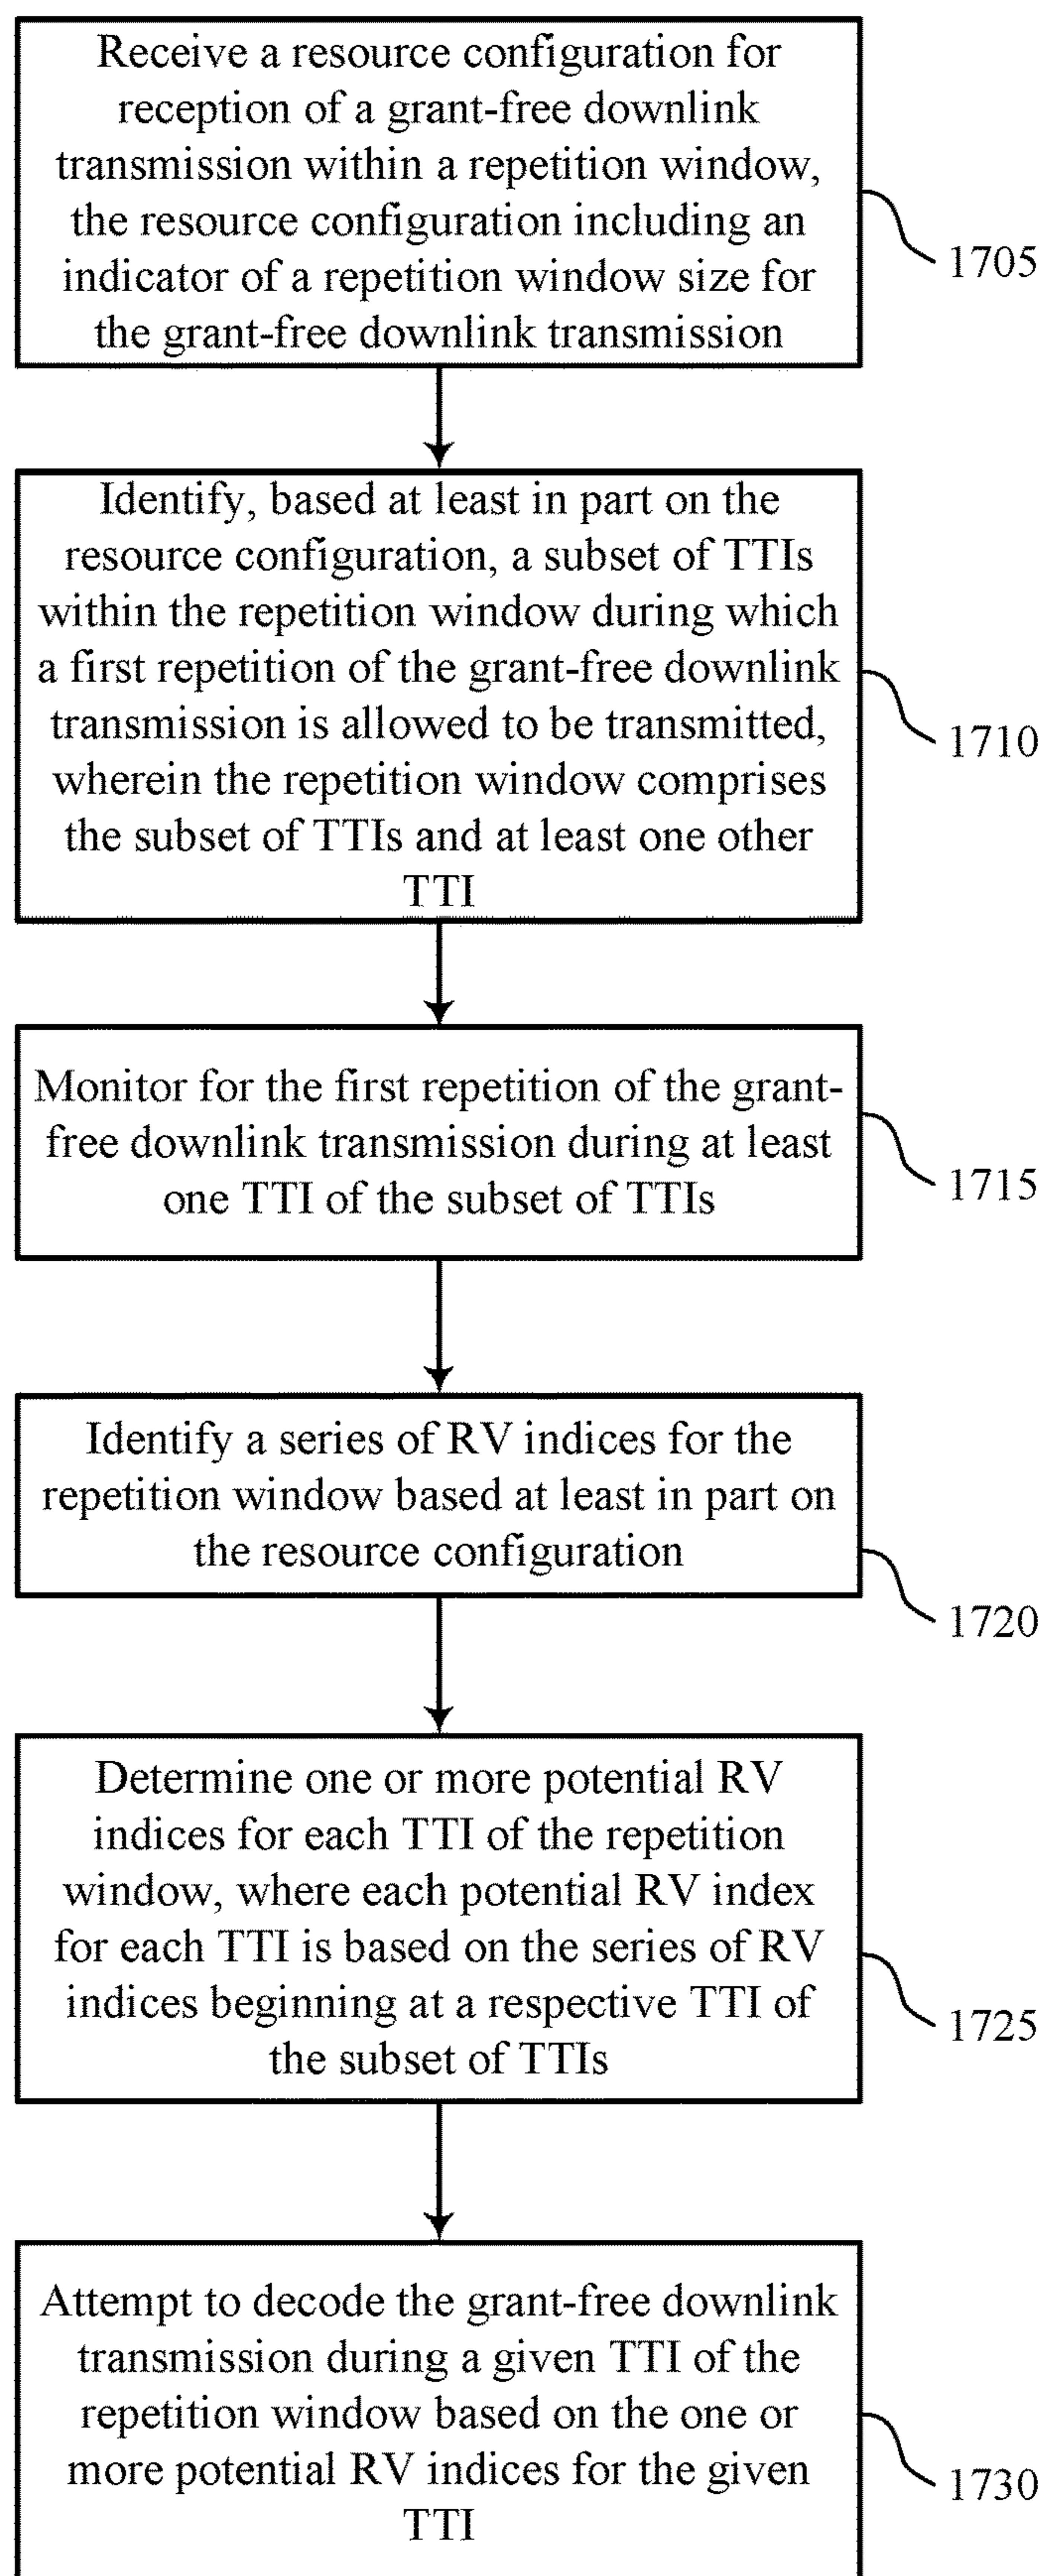 Receive a resource configuration for
reception of a grant-free downlink
transmission within a repetition window,
the resource configuration including an
indicator of a repetition window size for
the grant-free downlink transmission
1705
Identify, based at least in part on the
resource configuration, a subset of TTIs
within the repetition window during which
a first repetition of the grant-free downlink
transmission is allowed to be transmitted,
wherein the repetition window comprises
the subset of TTIs and at least one other
TTI
1710
Monitor for the first repetition of the grant-
free downlink transmission during at least
one TTI of the subset of TTIs
1715
Identify a series of RV indices for the
repetition window based at least in part on
the resource configuration
1720
Determine one or more potential RV
indices for each TTI of the repetition
window, where each potential RV index
for each TTI is based on the series of RV
indices beginning at a respective TTI of
the subset of TTIs
1725
Attempt to decode the grant-free downlink
transmission during a given TTI of the
repetition window based on the one or
more potential RV indices for the given
TTI
1730